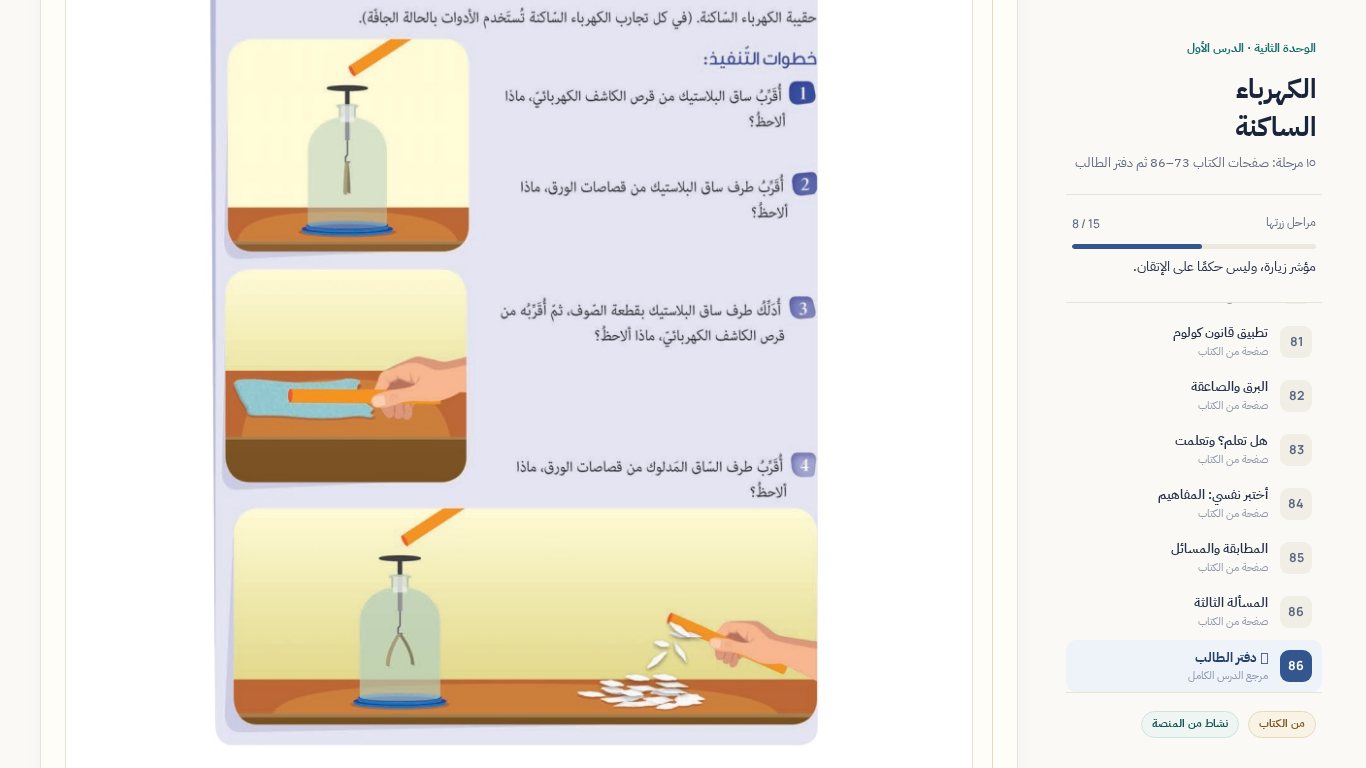 حقيبة الكهرباء السّاكنة. (في كل تجارب الكهرباء السّاكنة تُستَخدم الأدوات بالحالة الجافّة).
خطوات التّنفيذ:
1 أُقَرِّبُ ساق البلاستيك من قرص الكاشف الكهربائيّ، ماذا
ألاحظُ؟
2 أُقَرِّبُ طرف ساق البلاستيك من قصاصات الورق، ماذا
ألاحظُ؟
3 أُدَلِّكُ طرف ساق البلاستيك بقطعة الصّوف، ثمّ أُقَرِّبُه من
قرص الكاشف الكهربائيّ، ماذا ألاحظُ؟
4 أُقَرِّبُ طرف السّاق المَدلوك من قصاصات الورق، ماذا
ألاحظُ؟
الوحدة الثانية · الدرس الأول
الكهرباء
الساكنة
١٥ مرحلة: صفحات الكتاب 73–86 ثم دفتر الطالب
مراحل زرتها
8 / 15
مؤشر زيارة، وليس حكمًا على الإتقان.
81 تطبيق قانون كولوم
صفحة من الكتاب
82 البرق والصاعقة
صفحة من الكتاب
83 هل تعلم؟ وتعلمت
صفحة من الكتاب
84 أختبر نفسي: المفاهيم
صفحة من الكتاب
85 المطابقة والمسائل
صفحة من الكتاب
86 المسألة الثالثة
صفحة من الكتاب
86 دفتر الطالب
مرجع الدرس الكامل
من الكتاب
نشاط من المنصة